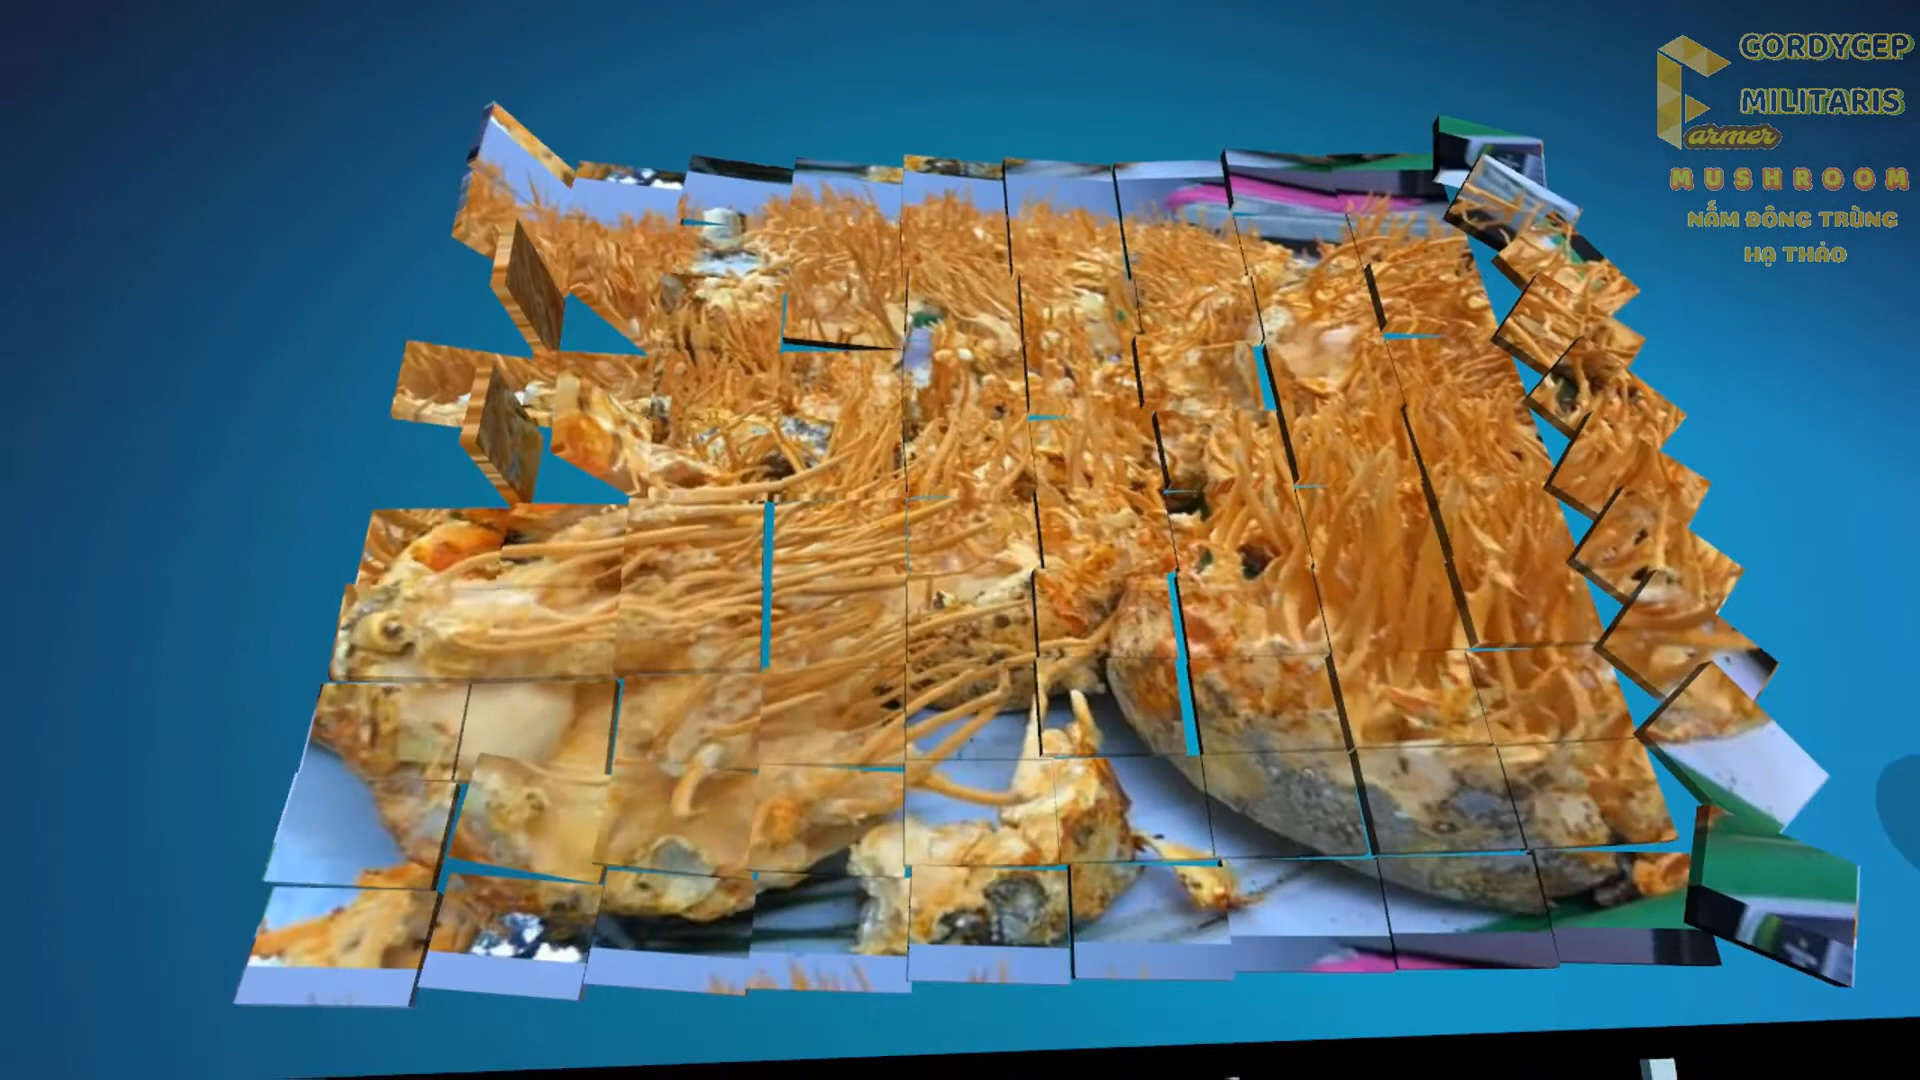 CORDYCEP
MILITARIS
armer
MUSHROOM
NẤM ĐÔNG TRÙNG
HẠ THẢO